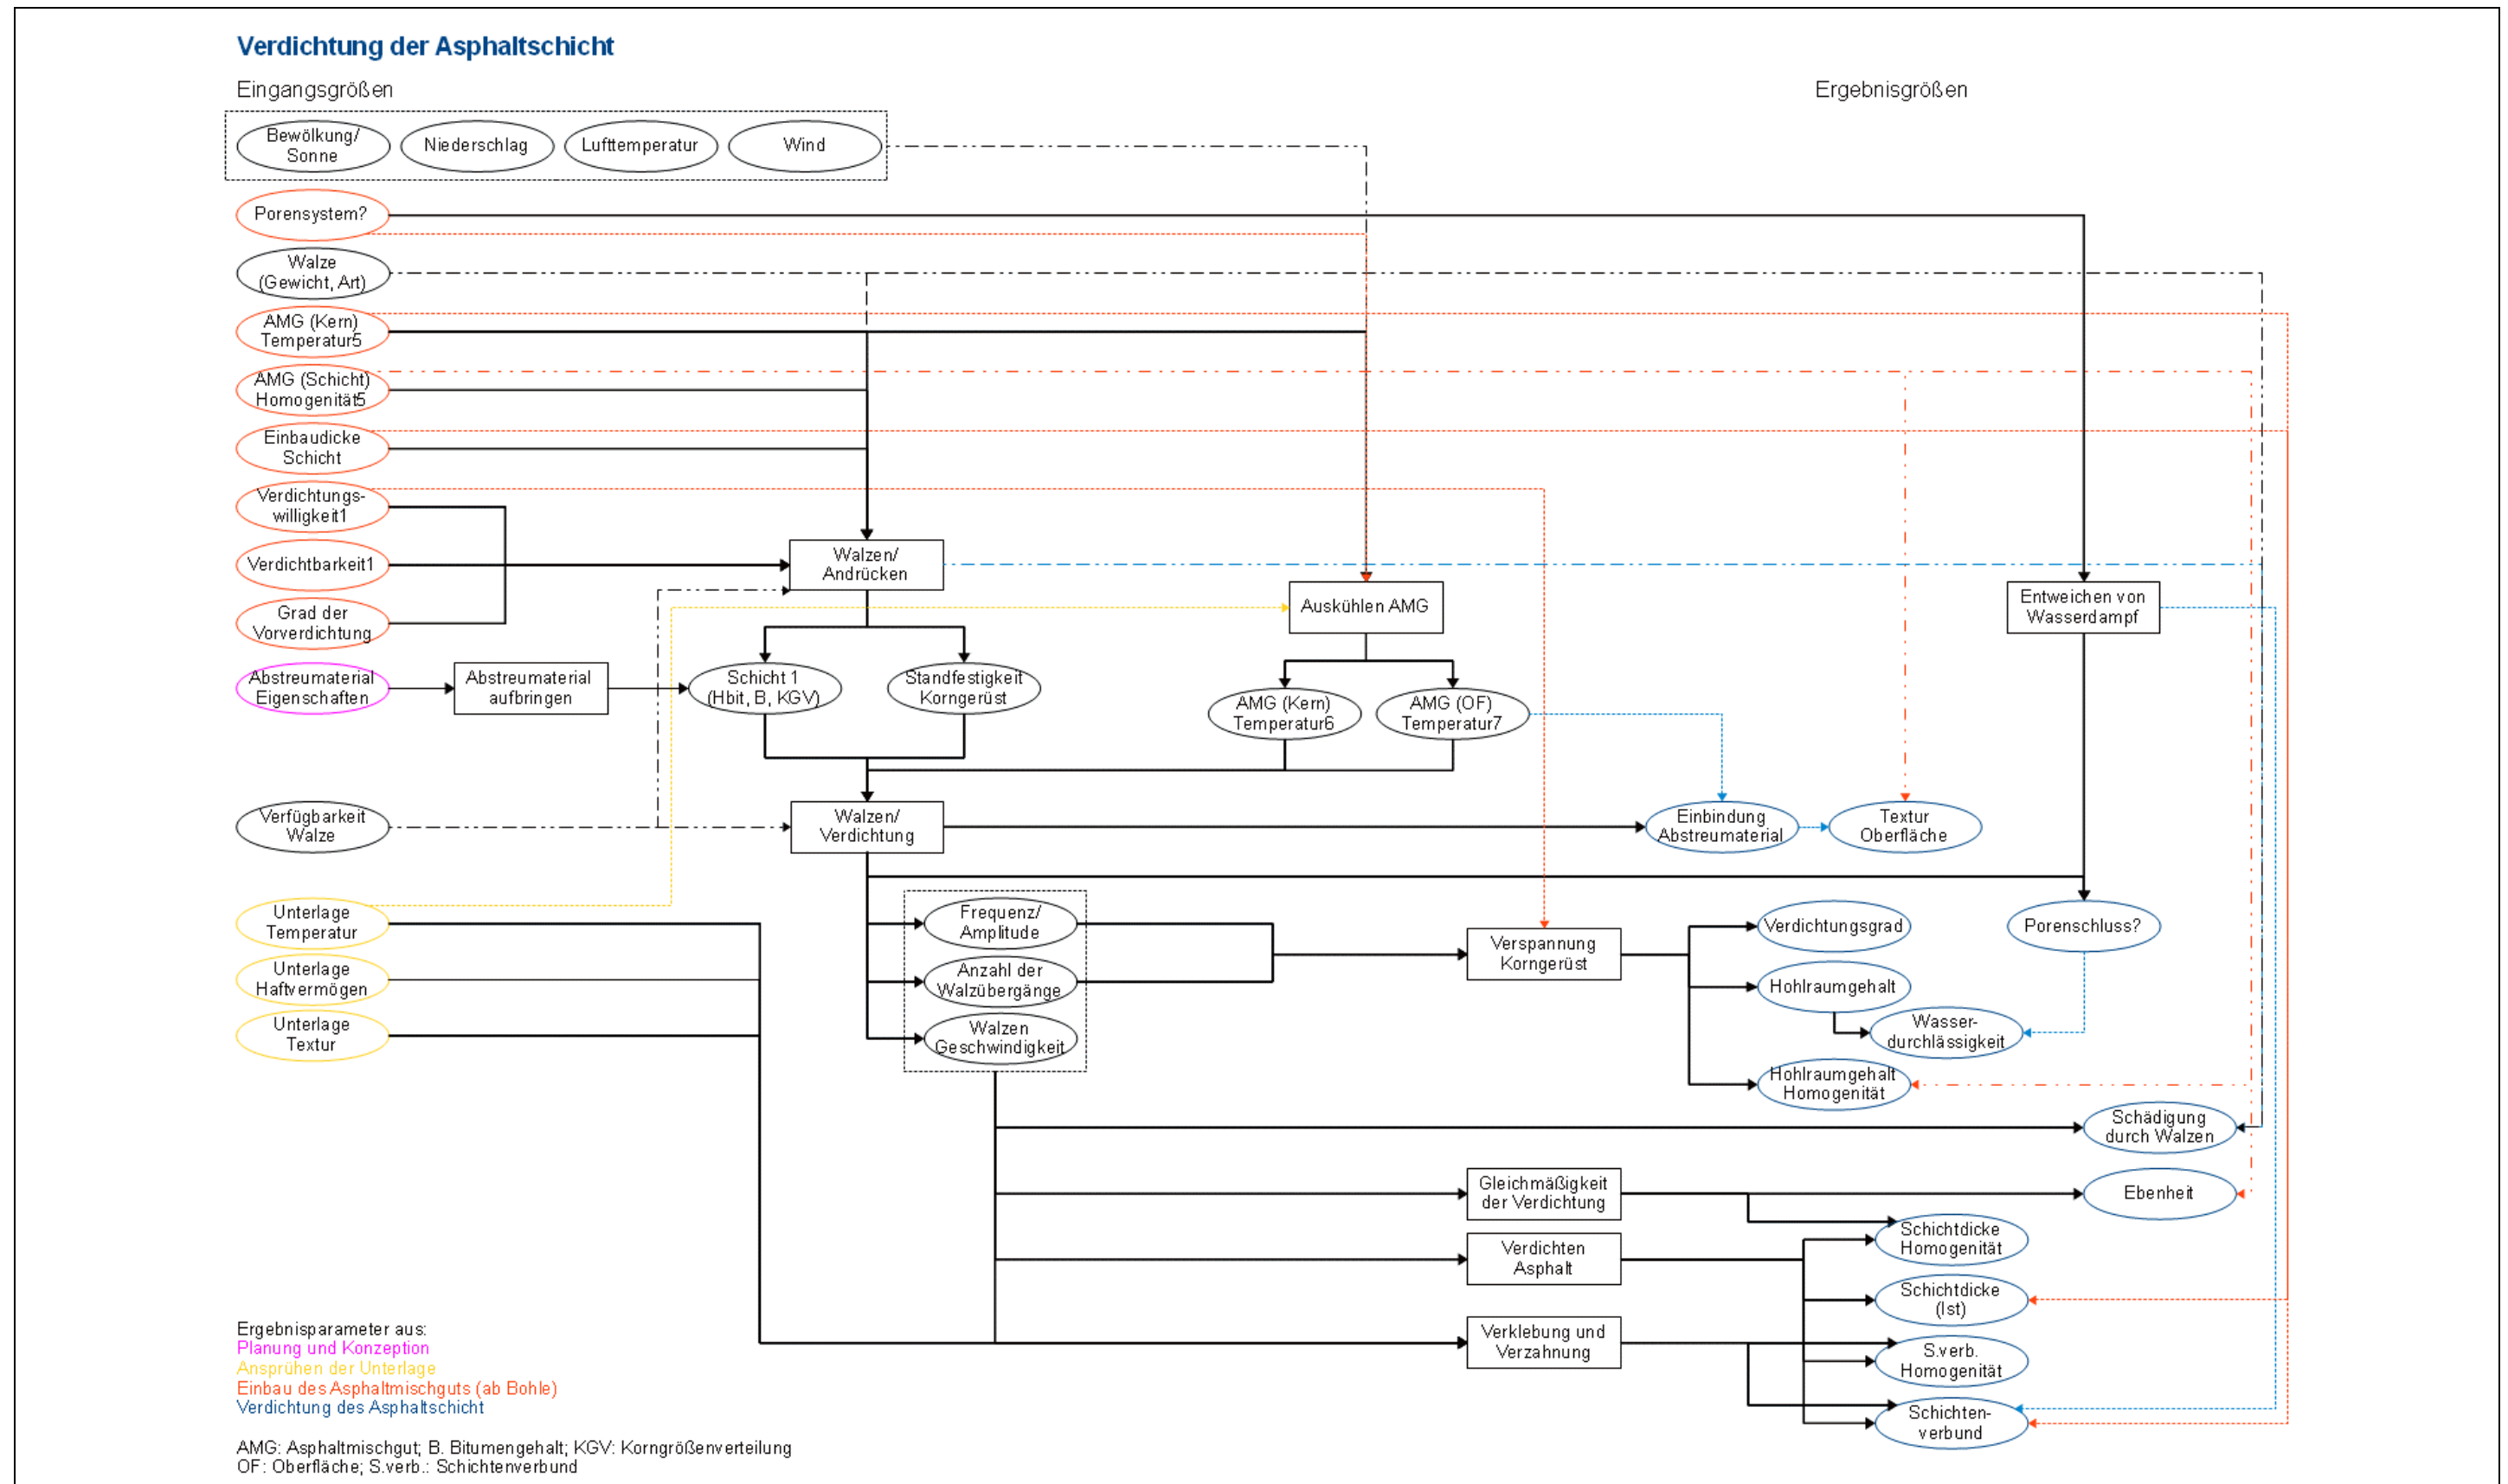 Verdichtung der Asphaltschicht
Eingangsgrößen
Ergebnisgrößen
Bewölkung/
Sonne
Niederschlag
Lufttemperatur
Wind
Porensystem?
Walze
(Gewicht, Art)
AMG (Kern)
Temperatur5
AMG (Schicht)
Homogenität5
Einbaudicke
Schicht
Verdichtungs-
willigkeit1
Verdichtbarkeit1
Grad der
Vorverdichtung
Walzen/
Andrücken
Auskühlen AMG
Entweichen von
Wasserdampf
Abstreumaterial
Eigenschaften
Abstreumaterial
aufbringen
Schicht 1
(Hbit, B, KGV)
Standfestigkeit
Korngerüst
AMG (Kern)
Temperatur6
AMG (OF)
Temperatur7
Verfügbarkeit
Walze
Walzen/
Verdichtung
Einbindung
Abstreumaterial
Textur
Oberfläche
Unterlage
Temperatur
Unterlage
Haftvermögen
Unterlage
Textur
Frequenz/
Amplitude
Anzahl der
Walzübergänge
Walzen
Geschwindigkeit
Verspannung
Korngerüst
Verdichtungsgrad
Porenschluss?
Hohlraumgehalt
Wasser-
durchlässigkeit
Hohlraumgehalt
Homogenität
Schädigung
durch Walzen
Gleichmäßigkeit
der Verdichtung
Ebenheit
Schichtdicke
Homogenität
Verdichten
Asphalt
Schichtdicke
(Ist)
Verklebung und
Verzahnung
S.verb.
Homogenität
Schichten-
verbund
Ergebnisparameter aus:
Planung und Konzeption
Ansprühen der Unterlage
Einbau des Asphaltmischguts (ab Bohle)
Verdichtung des Asphaltschicht
AMG: Asphaltmischgut; B. Bitumengehalt; KGV: Korngrößenverteilung
OF: Oberfläche; S.verb.: Schichtenverbund